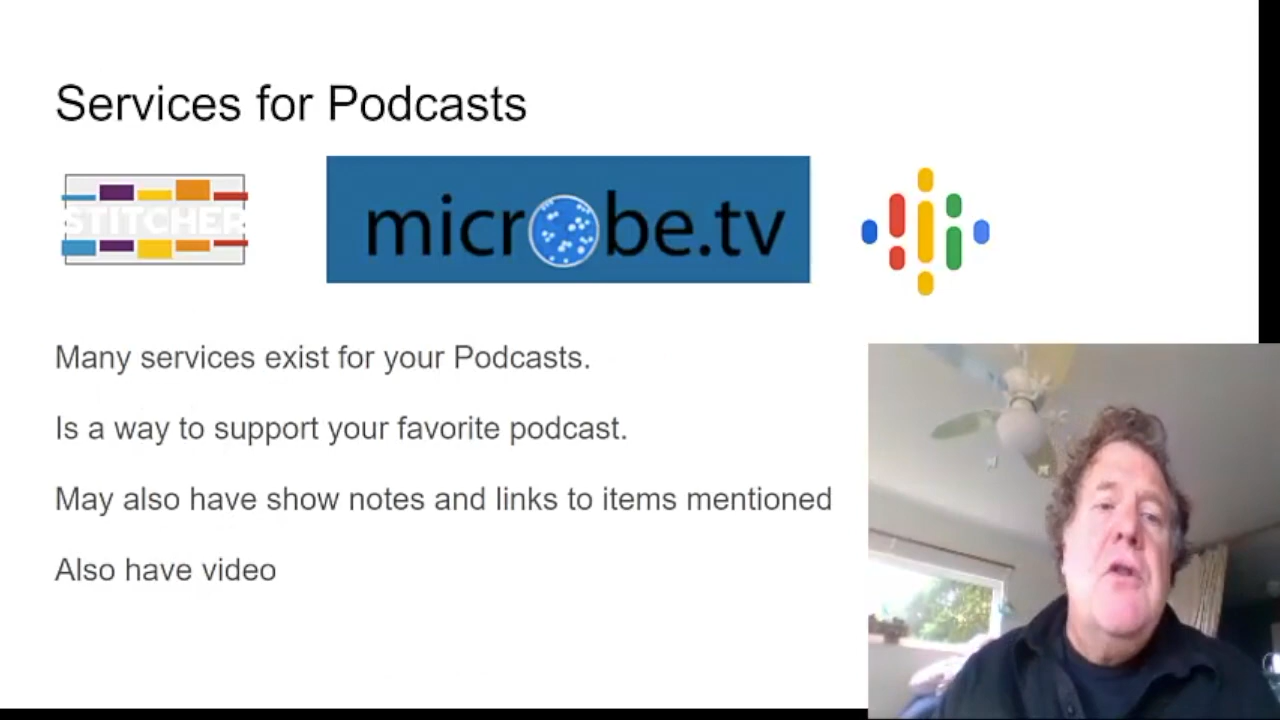 Services for Podcasts
STITCHER
microbe.tv
Many services exist for your Podcasts.
Is a way to support your favorite podcast.
May also have show notes and links to items mentioned
Also have video